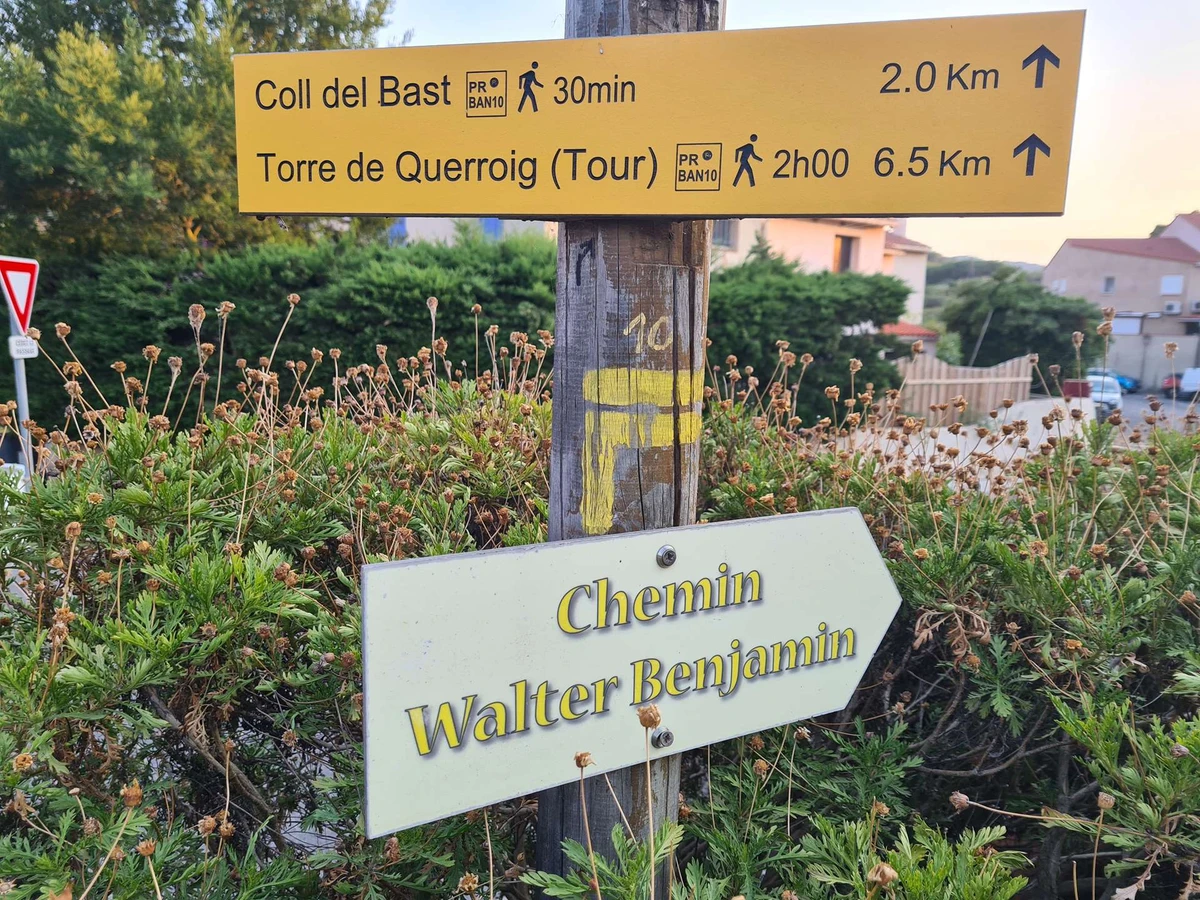 Coll del Bast PR BAN10 30min 2.0 Km
Torre de Querroig (Tour) PR BAN10 2h00 6.5 Km
10
Chemin
Walter Benjamin